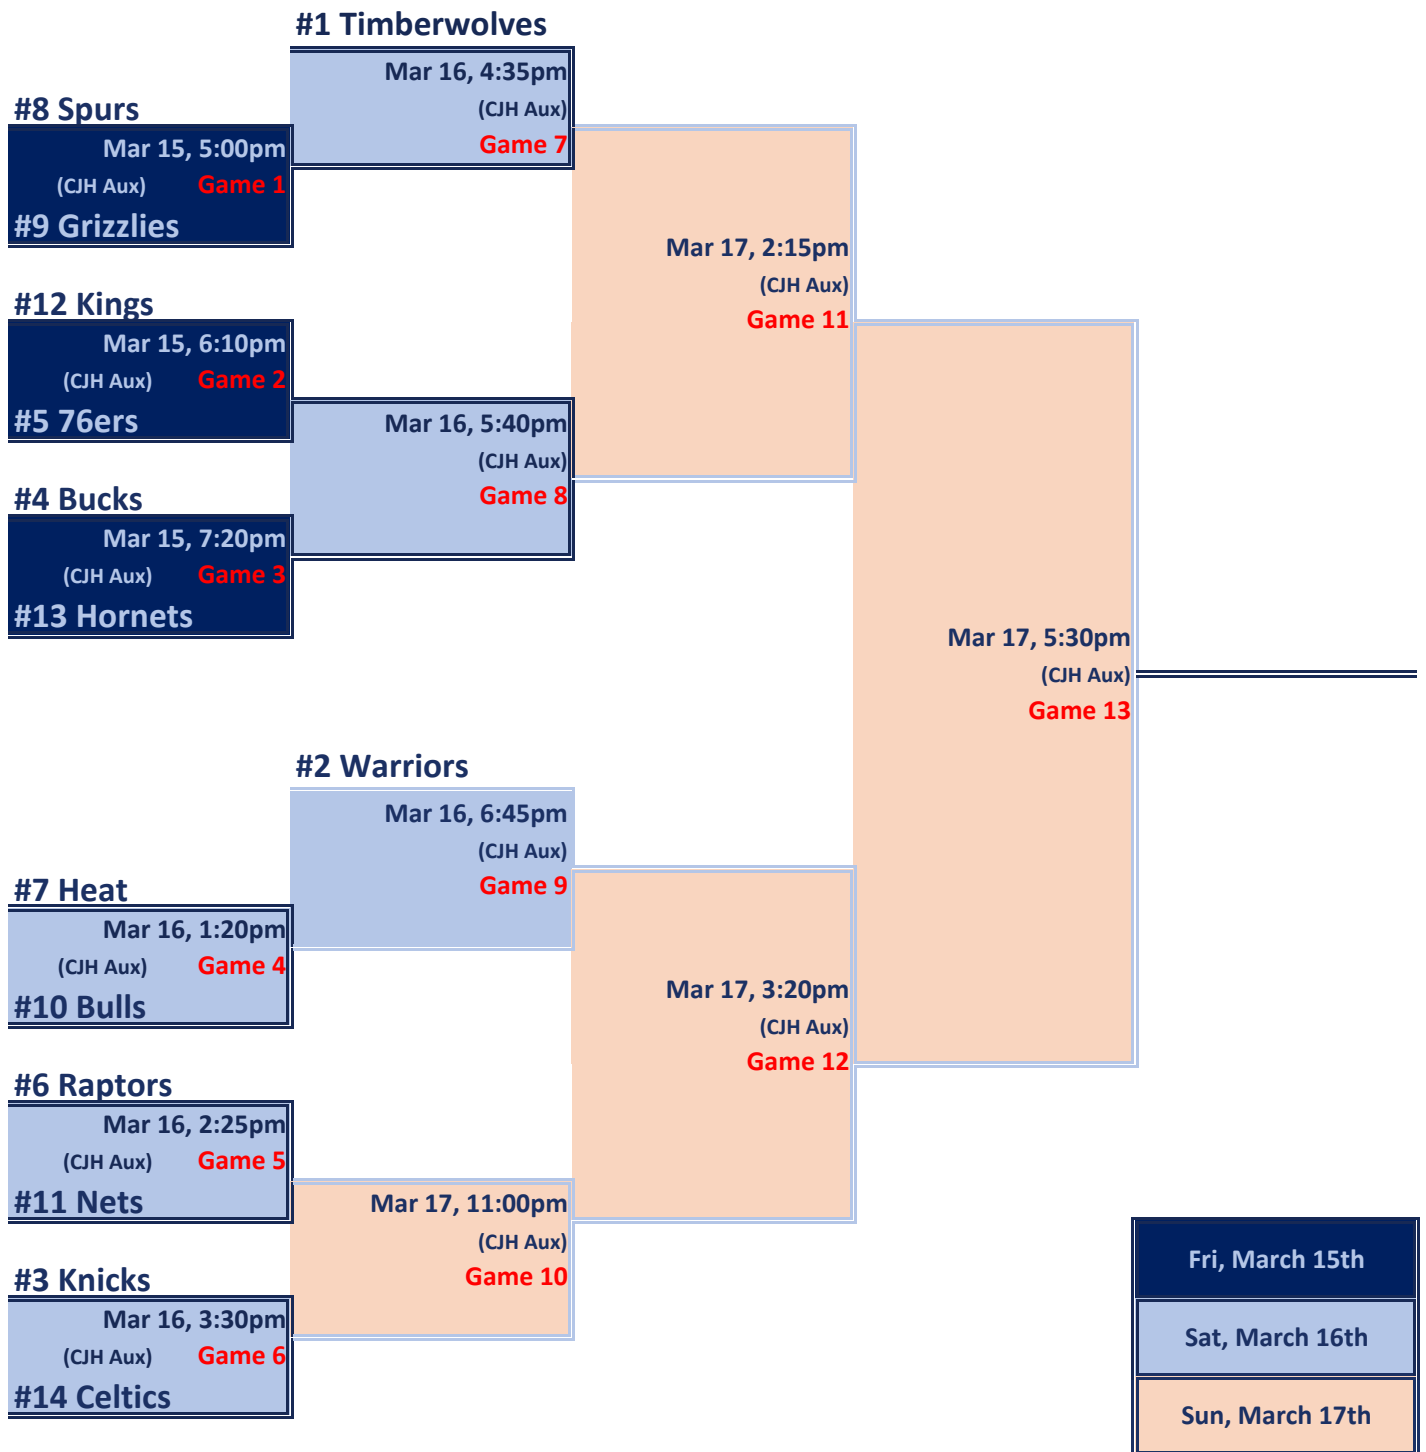 #1 Timberwolves
Mar 16, 4:35pm
(CJH Aux)
Game 7
#8 Spurs
Mar 15, 5:00pm
(CJH Aux) Game 1
#9 Grizzlies
Mar 17, 2:15pm
(CJH Aux)
Game 11
#12 Kings
Mar 15, 6:10pm
(CJH Aux) Game 2
#5 76ers
Mar 16, 5:40pm
(CJH Aux)
Game 8
#4 Bucks
Mar 15, 7:20pm
(CJH Aux) Game 3
#13 Hornets
Mar 17, 5:30pm
(CJH Aux)
Game 13
#2 Warriors
Mar 16, 6:45pm
(CJH Aux)
Game 9
#7 Heat
Mar 16, 1:20pm
(CJH Aux) Game 4
#10 Bulls
Mar 17, 3:20pm
(CJH Aux)
Game 12
#6 Raptors
Mar 16, 2:25pm
(CJH Aux) Game 5
#11 Nets
Mar 17, 11:00pm
(CJH Aux)
Game 10
#3 Knicks
Mar 16, 3:30pm
(CJH Aux) Game 6
#14 Celtics
Fri, March 15th
Sat, March 16th
Sun, March 17th